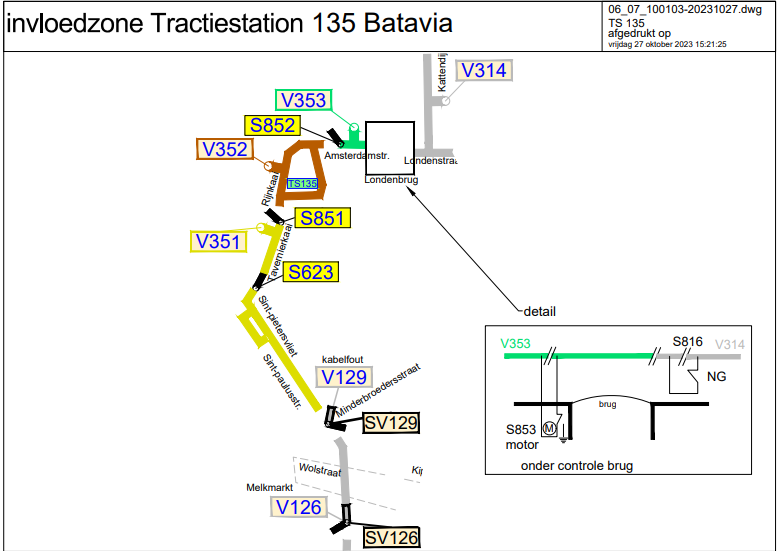 invloedzone Tractiestation 135 Batavia
06_07_100103-20231027.dwg
TS 135
afgedrukt op
vrijdag 27 oktober 2023 15:21:25
V314
Kattendij
V353
S852
V352
Amsterdamstr.
Londenstraat
Londenbrug
TS135
Rijnkaai
S851
V351
Tavernierkaai
S623
detail
Sint-pietersvliet
Sint-paulusstr.
V353
S816
V314
NG
brug
S853
M
motor
onder controle brug
kabelfout
V129
Minderbroedersstraat
SV129
Wolstraat
Kip
Melkmarkt
V126
SV126